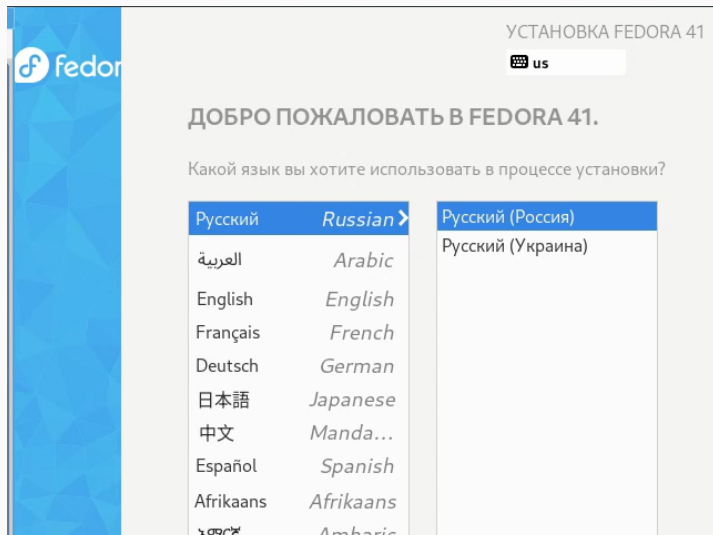 УСТАНОВКА FEDORA 41
fedor
us
ДОБРО ПОЖАЛОВАТЬ В FEDORA 41.
Какой язык вы хотите использовать в процессе установки?
Русский Russian
Русский (Россия)
Русский (Украина)
العربية Arabic
English English
Français French
Deutsch German
日本語 Japanese
中文 Manda...
Español Spanish
Afrikaans Afrikaans
አማርኛ Amharic